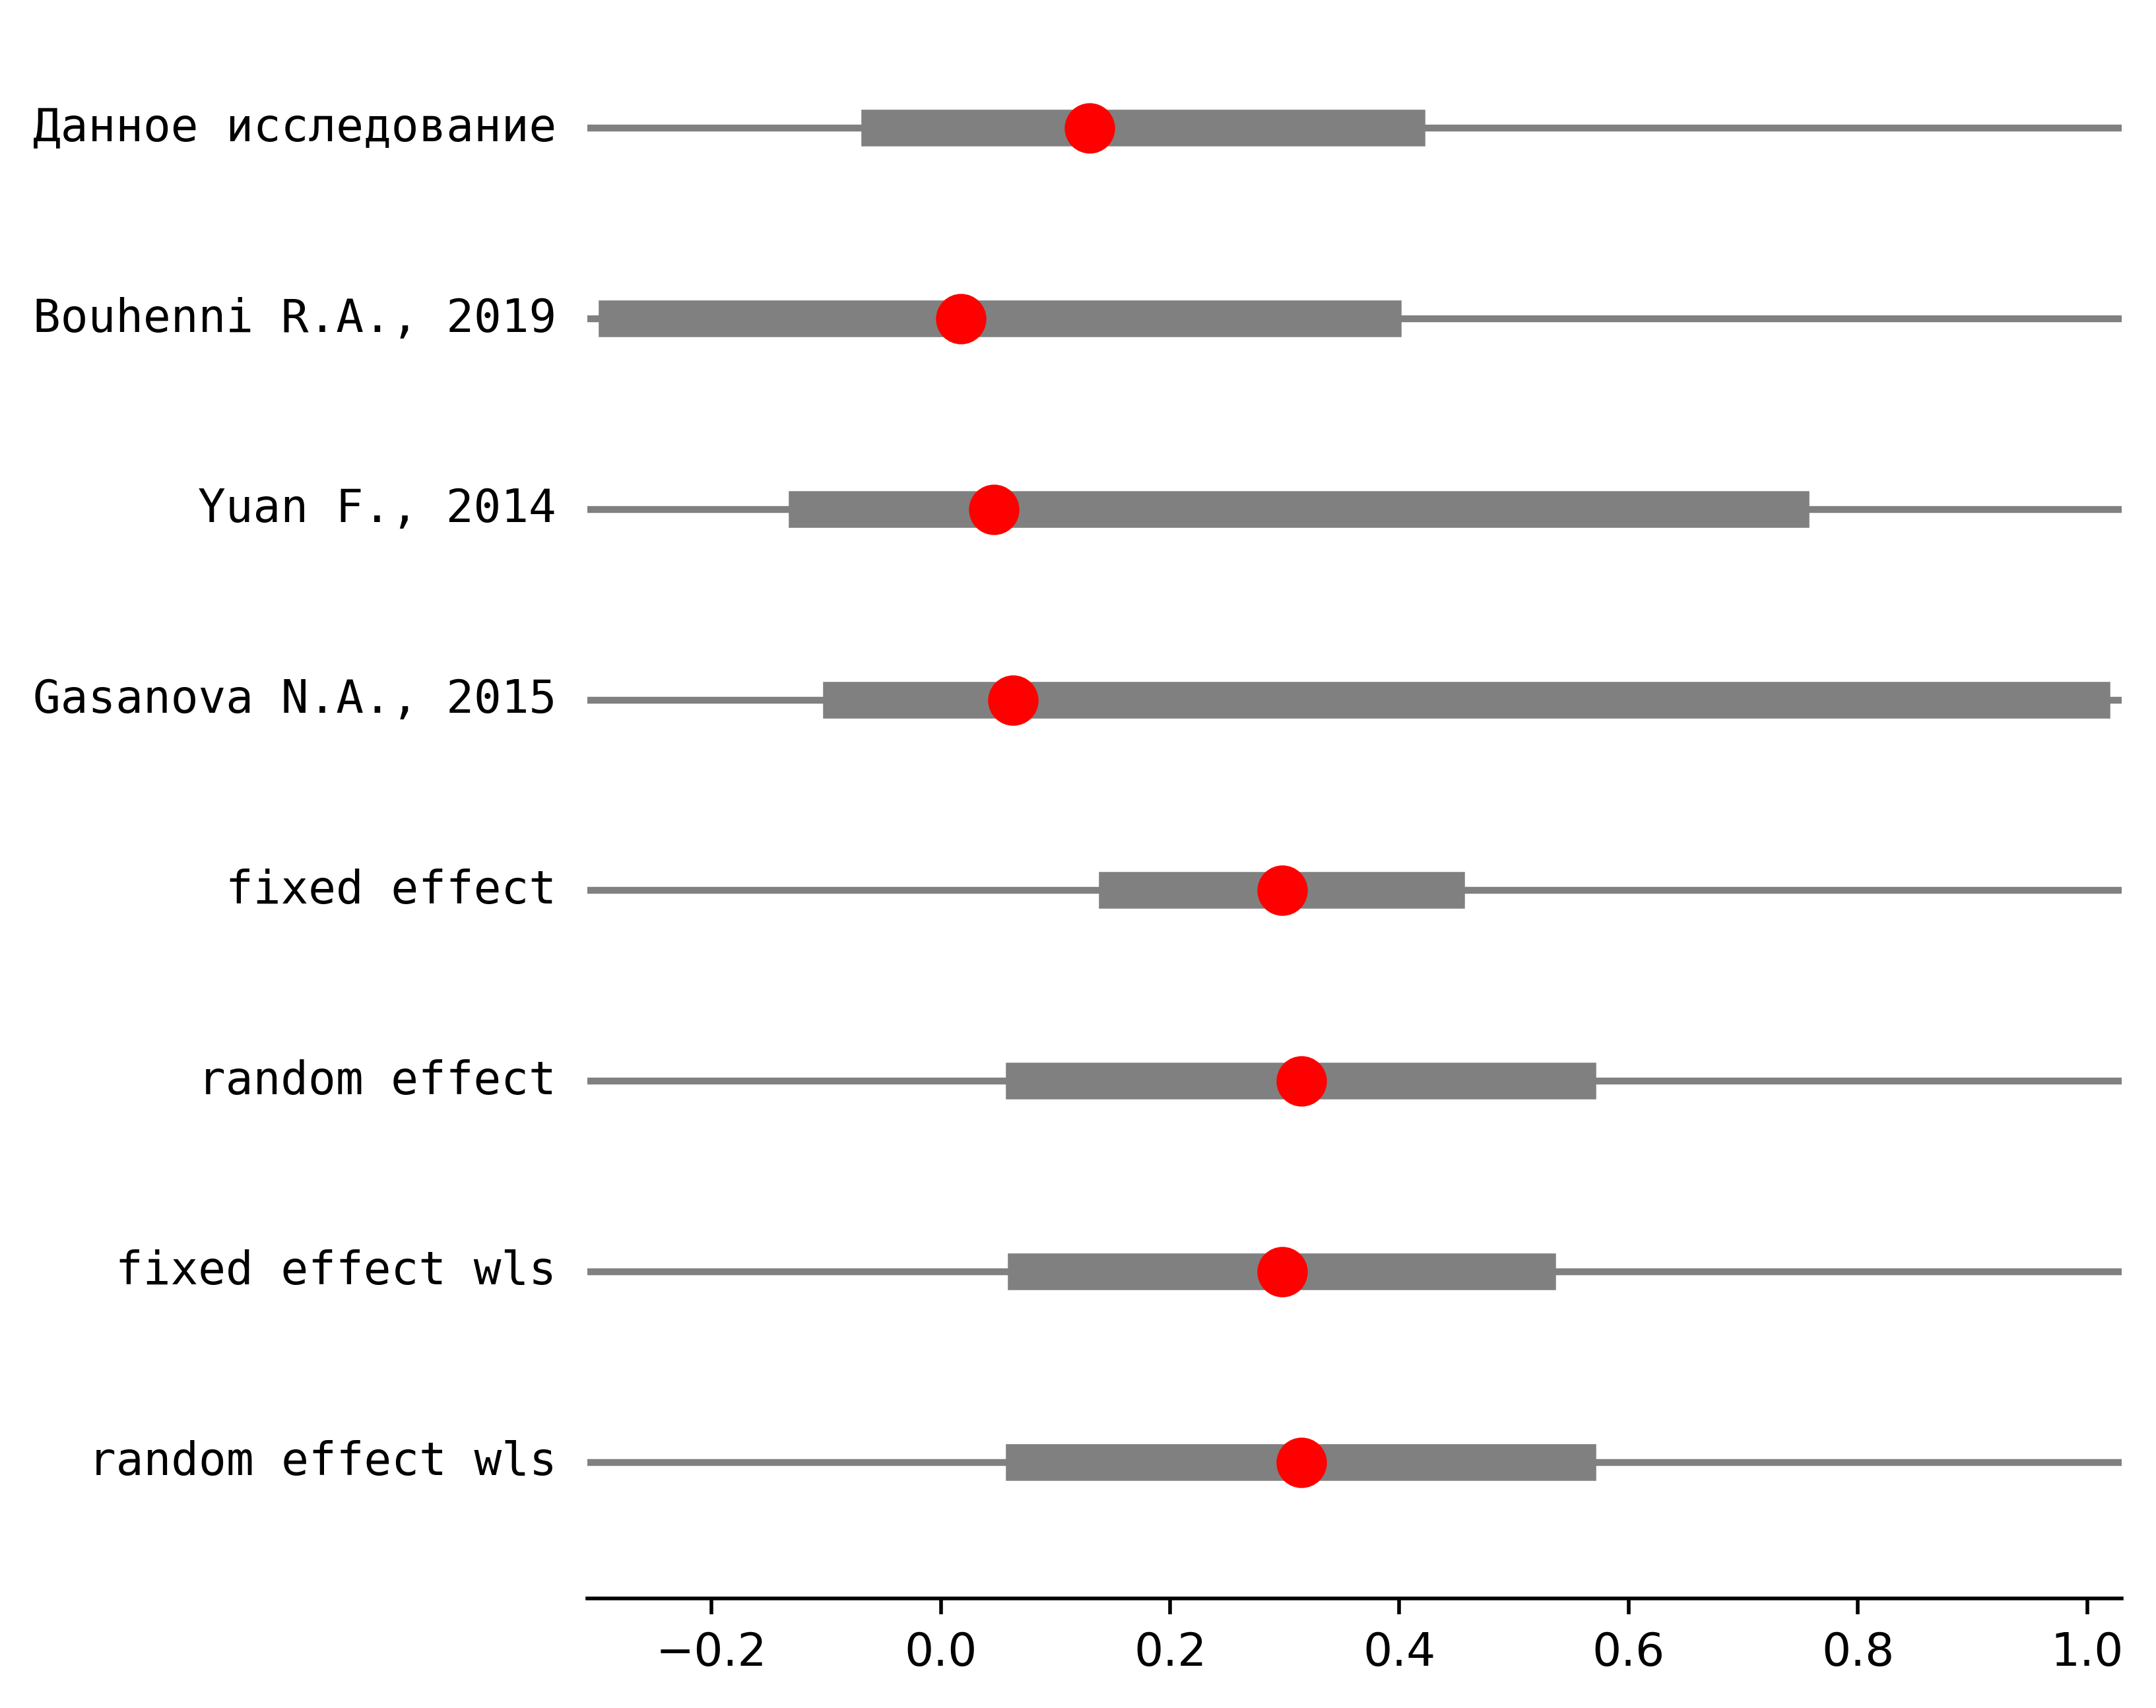 Данное исследование
Bouhenni R.A., 2019
Yuan F., 2014
Gasanova N.A., 2015
fixed effect
random effect
fixed effect wls
random effect wls
−0.2 0.0 0.2 0.4 0.6 0.8 1.0